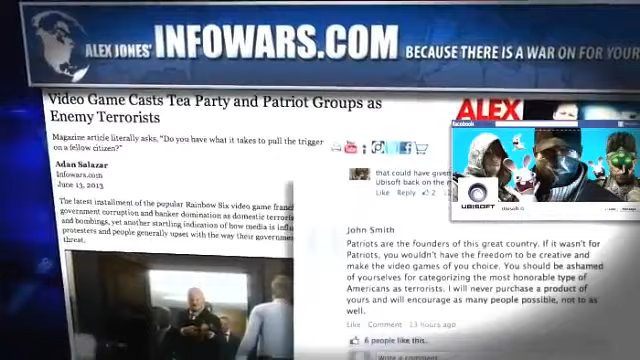 ALEX JONES' INFOWARS.COM BECAUSE THERE IS A WAR ON FOR YOUR
Video Game Casts Tea Party and Patriot Groups as
Enemy Terrorists
Magazine article literally asks, "Do you have what it takes to pull the trigger
on a fellow citizen?"
Adan Salazar
Infowars.com
June 13, 2013
The latest installment of the popular Rainbow Six video game franc
government corruption and banker domination as domestic terroris
and bombings, yet another startling indication of how media is influ
protesters and people generally upset with the way their governme
threat.
ALEX
facebook
UBISOFT
Ubisoft
that could have given
Ubisoft back on the
Like Reply 2
John Smith
Patriots are the founders of this great country. If it wasn't for
Patriots, you wouldn't have the freedom to be creative and
make the video games of you choice. You should be ashamed
of yourselves for categorizing the most honorable type of
Americans as terrorists. I will never purchase a product of
yours and will encourage as many people possible, not to as
well.
Like Comment 13 hours ago
6 people like this.
Write a comment